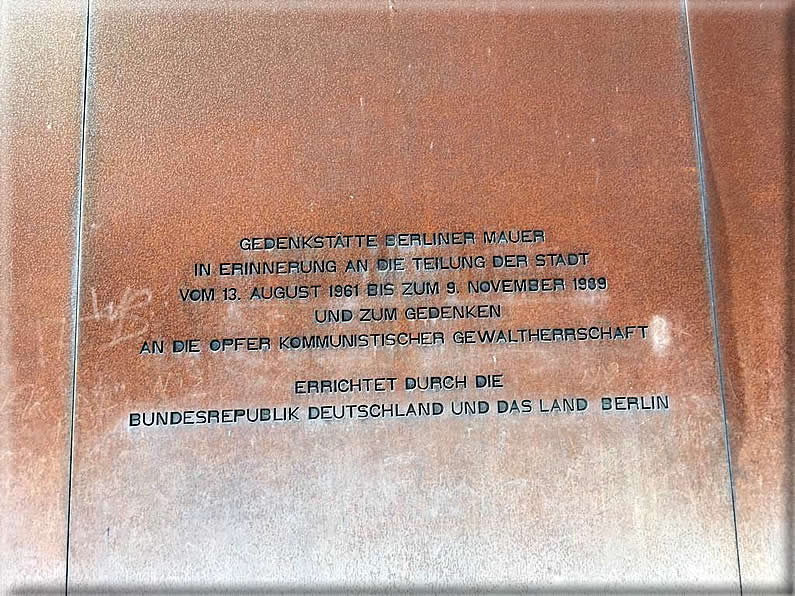 GEDENKSTÄTTE BERLINER MAUER
IN ERINNERUNG AN DIE TEILUNG DER STADT
VOM 13. AUGUST 1961 BIS ZUM 9. NOVEMBER 1989
UND ZUM GEDENKEN
AN DIE OPFER KOMMUNISTISCHER GEWALTHERRSCHAFT
ERRICHTET DURCH DIE
BUNDESREPUBLIK DEUTSCHLAND UND DAS LAND BERLIN